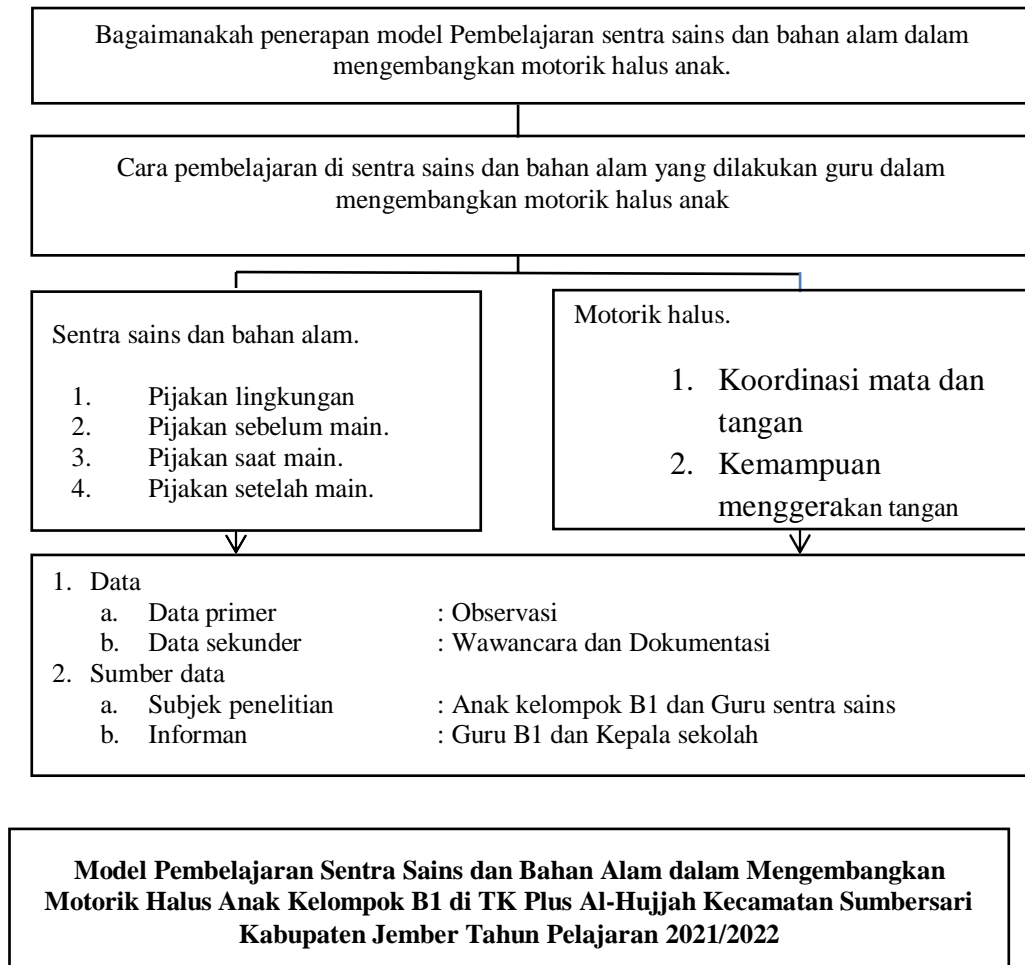 Bagaimanakah penerapan model Pembelajaran sentra sains dan bahan alam dalam
mengembangkan motorik halus anak.
Cara pembelajaran di sentra sains dan bahan alam yang dilakukan guru dalam
mengembangkan motorik halus anak
Sentra sains dan bahan alam.
1. Pijakan lingkungan
2. Pijakan sebelum main.
3. Pijakan saat main.
4. Pijakan setelah main.
Motorik halus.
1. Koordinasi mata dan
tangan
2. Kemampuan
menggerakan tangan
1. Data
a. Data primer : Observasi
b. Data sekunder : Wawancara dan Dokumentasi
2. Sumber data
a. Subjek penelitian : Anak kelompok B1 dan Guru sentra sains
b. Informan : Guru B1 dan Kepala sekolah
Model Pembelajaran Sentra Sains dan Bahan Alam dalam Mengembangkan
Motorik Halus Anak Kelompok B1 di TK Plus Al-Hujjah Kecamatan Sumbersari
Kabupaten Jember Tahun Pelajaran 2021/2022